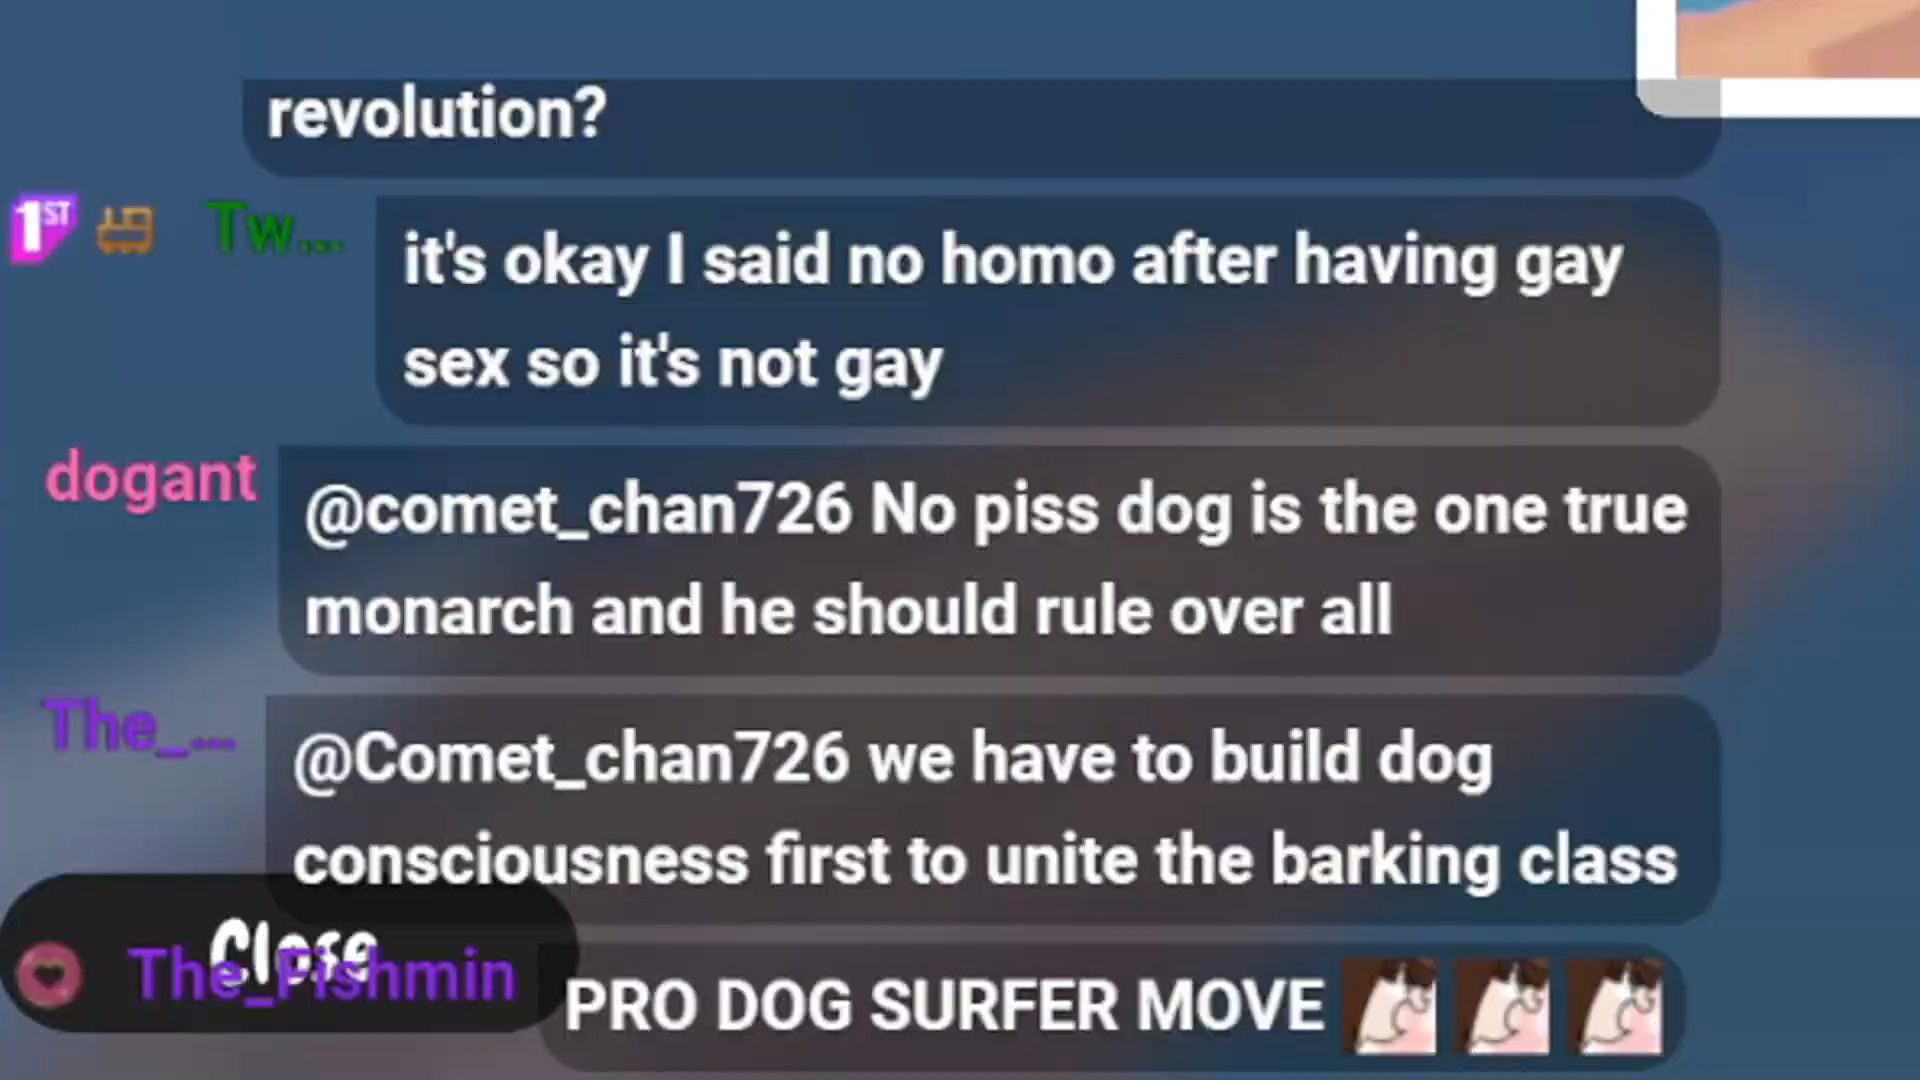 revolution?
1ST Tw... it's okay I said no homo after having gay
sex so it's not gay
dogant @comet_chan726 No piss dog is the one true
monarch and he should rule over all
The_... @Comet_chan726 we have to build dog
consciousness first to unite the barking class
Close
The_Fishmin PRO DOG SURFER MOVE